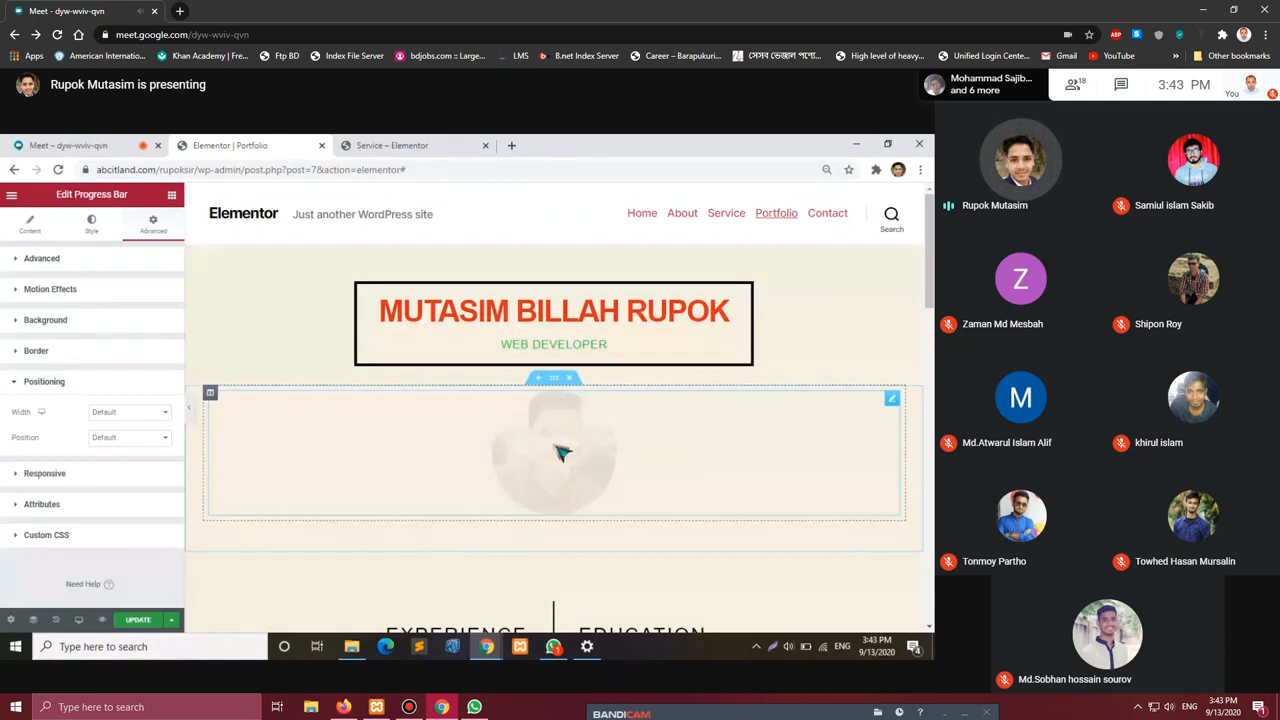 Meet - dyw-wviv-qvn
meet.google.com/dyw-wviv-qvn
Apps
American Internatio...
Khan Academy | Fre...
Ftp BD
Index File Server
bdjobs.com :: Large...
LMS
B.net Index Server
Career – Barapukuri...
সেসব ভেজাল পণ্যে...
High level of heavy...
Unified Login Cente...
Gmail
YouTube
»
Other bookmarks
Rupok Mutasim is presenting
Mohammad Sajib...
and 6 more
18
3:43 PM
You
Meet – dyw-wviv-qvn
Elementor | Portfolio
Service – Elementor
abcitland.com/rupoksir/wp-admin/post.php?post=7&action=elementor#
Edit Progress Bar
Content
Style
Advanced
Advanced
Motion Effects
Background
Border
Positioning
Width
Default
Position
Default
Responsive
Attributes
Custom CSS
Need Help ?
UPDATE
Elementor
Just another WordPress site
Home
About
Service
Portfolio
Contact
Search
MUTASIM BILLAH RUPOK
WEB DEVELOPER
EXPERIENCE
EDUCATION
Rupok Mutasim
Samiul islam Sakib
Z
Zaman Md Mesbah
Shipon Roy
M
Md.Atwarul Islam Alif
khirul islam
Tonmoy Partho
Towhed Hasan Mursalin
Md.Sobhan hossain sourov
Type here to search
ENG
3:43 PM
9/13/2020
4
Type here to search
BANDICAM
ENG
3:43 PM
9/13/2020
1